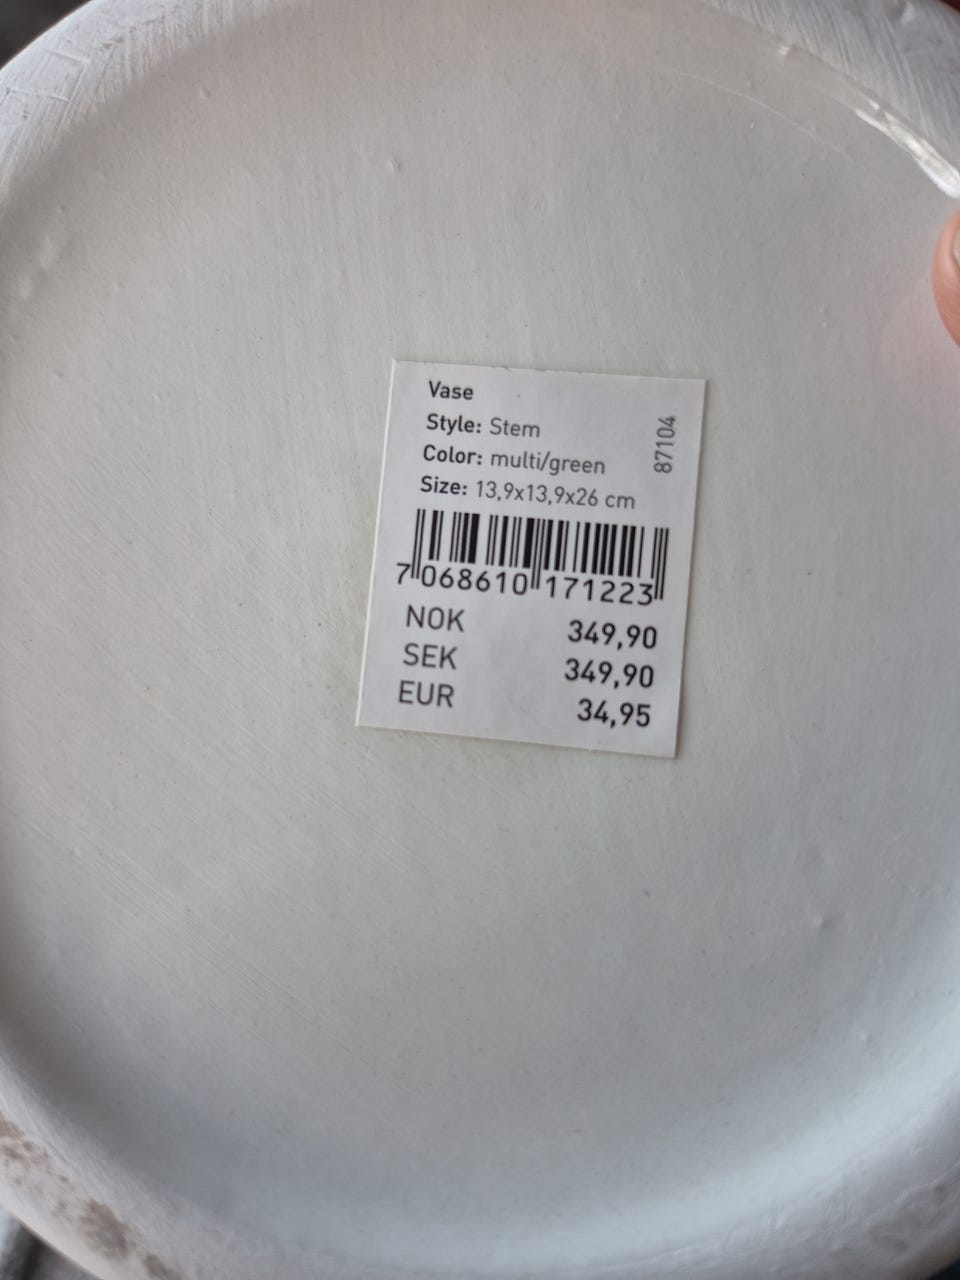 Vase
Style: Stem
Color: multi/green
Size: 13,9x13,9x26 cm
87104
7 068610 171223
NOK 349,90
SEK 349,90
EUR 34,95